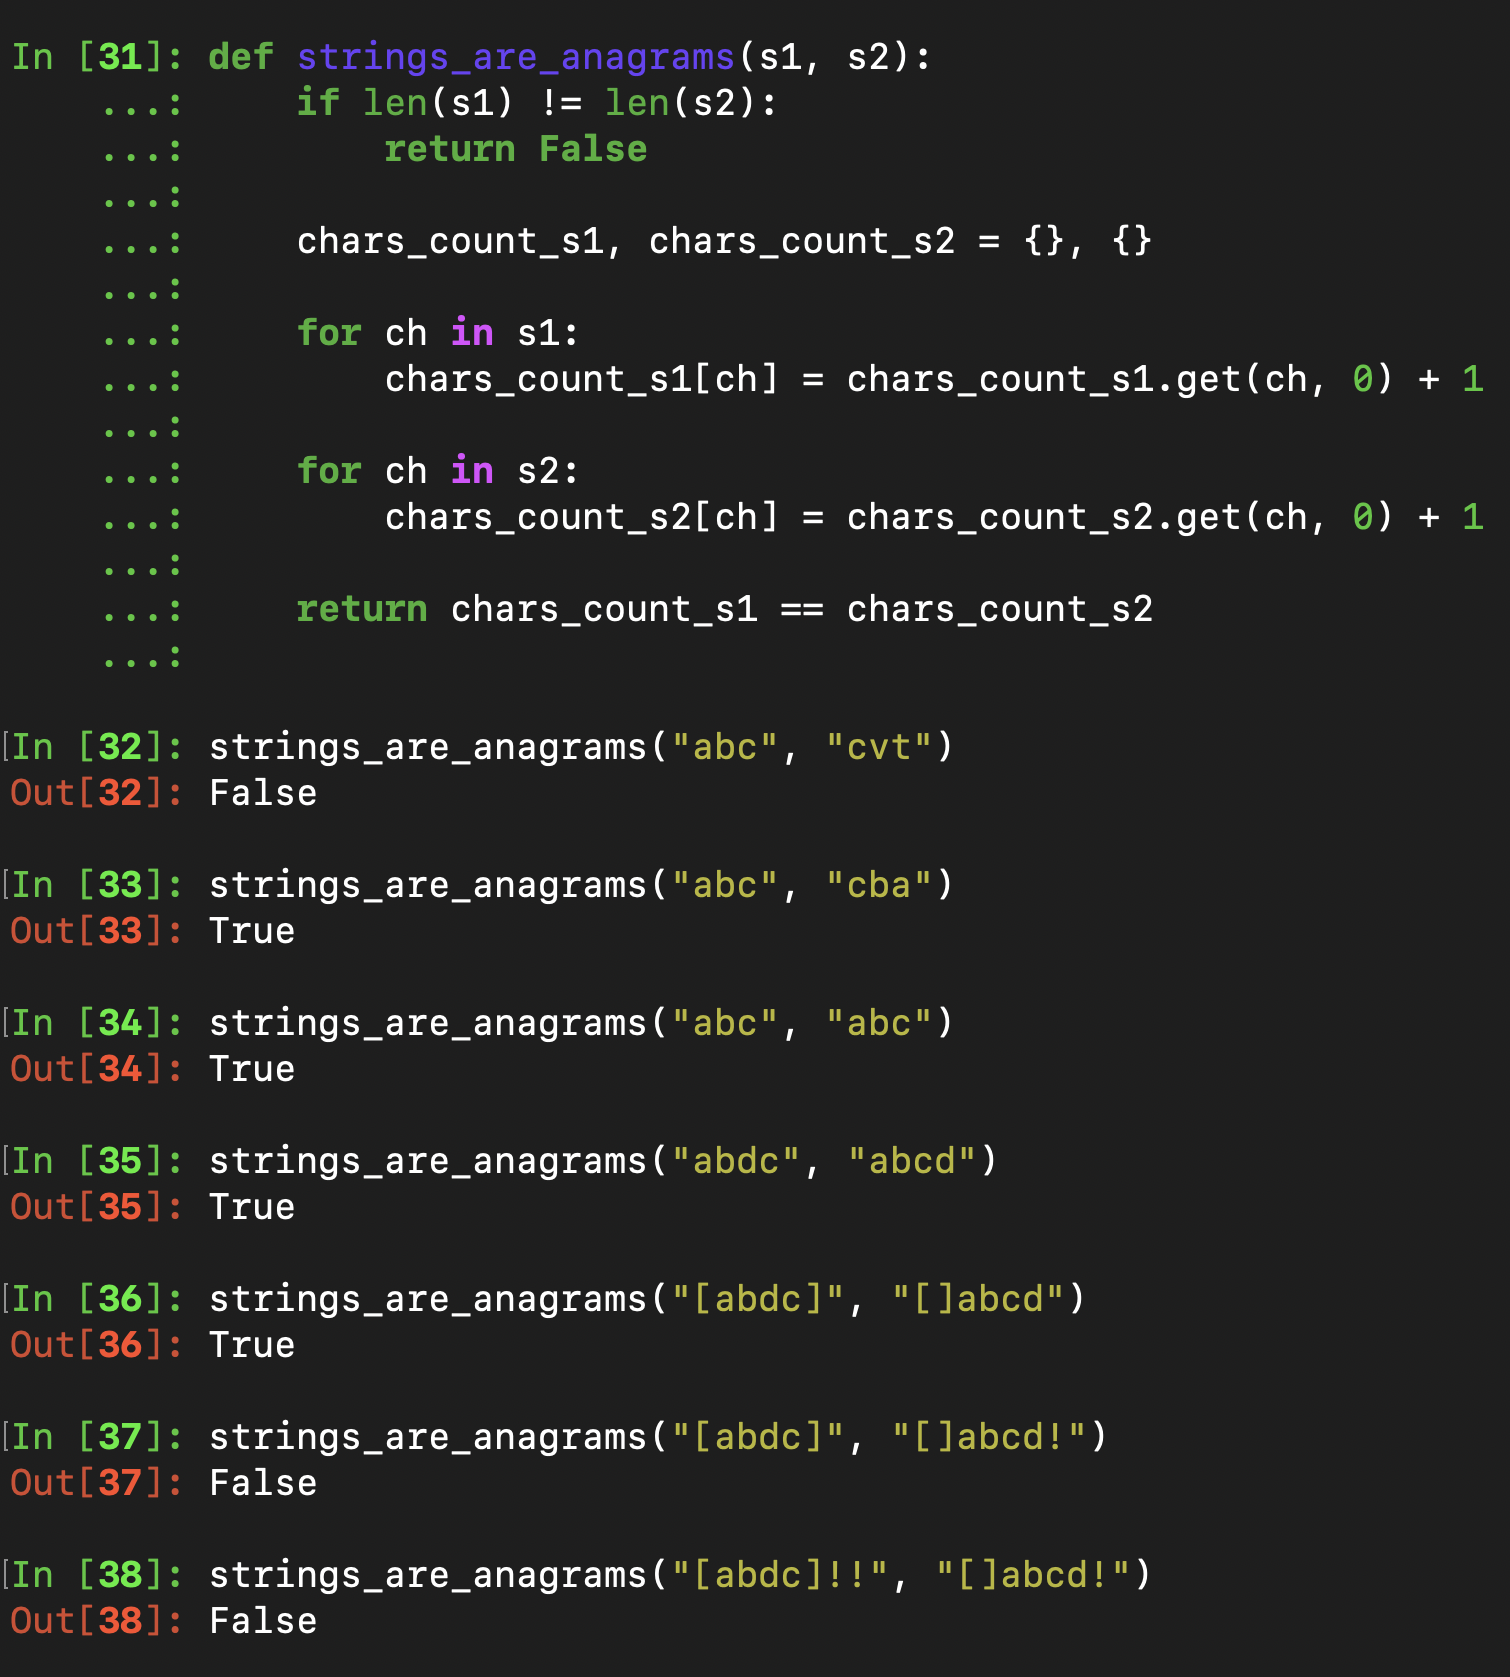 In [31]: def strings_are_anagrams(s1, s2):
    ...:     if len(s1) != len(s2):
    ...:         return False
    ...:
    ...:     chars_count_s1, chars_count_s2 = {}, {}
    ...:
    ...:     for ch in s1:
    ...:         chars_count_s1[ch] = chars_count_s1.get(ch, 0) + 1
    ...:
    ...:     for ch in s2:
    ...:         chars_count_s2[ch] = chars_count_s2.get(ch, 0) + 1
    ...:
    ...:     return chars_count_s1 == chars_count_s2
    ...:
[In [32]: strings_are_anagrams("abc", "cvt")
Out[32]: False
[In [33]: strings_are_anagrams("abc", "cba")
Out[33]: True
[In [34]: strings_are_anagrams("abc", "abc")
Out[34]: True
[In [35]: strings_are_anagrams("abdc", "abcd")
Out[35]: True
[In [36]: strings_are_anagrams("[abdc]", "[]abcd")
Out[36]: True
[In [37]: strings_are_anagrams("[abdc]", "[]abcd!")
Out[37]: False
[In [38]: strings_are_anagrams("[abdc]!!", "[]abcd!")
Out[38]: False